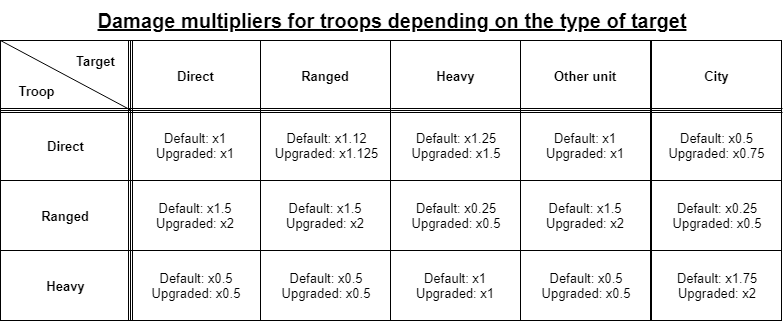 Damage multipliers for troops depending on the type of target
Target
Troop
Direct
Ranged
Heavy
Other unit
City
Direct
Default: x1
Upgraded: x1
Default: x1.12
Upgraded: x1.125
Default: x1.25
Upgraded: x1.5
Default: x1
Upgraded: x1
Default: x0.5
Upgraded: x0.75
Ranged
Default: x1.5
Upgraded: x2
Default: x1.5
Upgraded: x2
Default: x0.25
Upgraded: x0.5
Default: x1.5
Upgraded: x2
Default: x0.25
Upgraded: x0.5
Heavy
Default: x0.5
Upgraded: x0.5
Default: x0.5
Upgraded: x0.5
Default: x1
Upgraded: x1
Default: x0.5
Upgraded: x0.5
Default: x1.75
Upgraded: x2